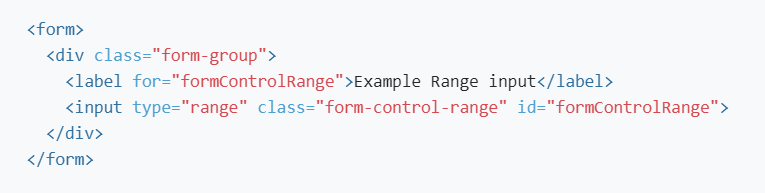 <form>
  <div class="form-group">
    <label for="formControlRange">Example Range input</label>
    <input type="range" class="form-control-range" id="formControlRange">
  </div>
</form>